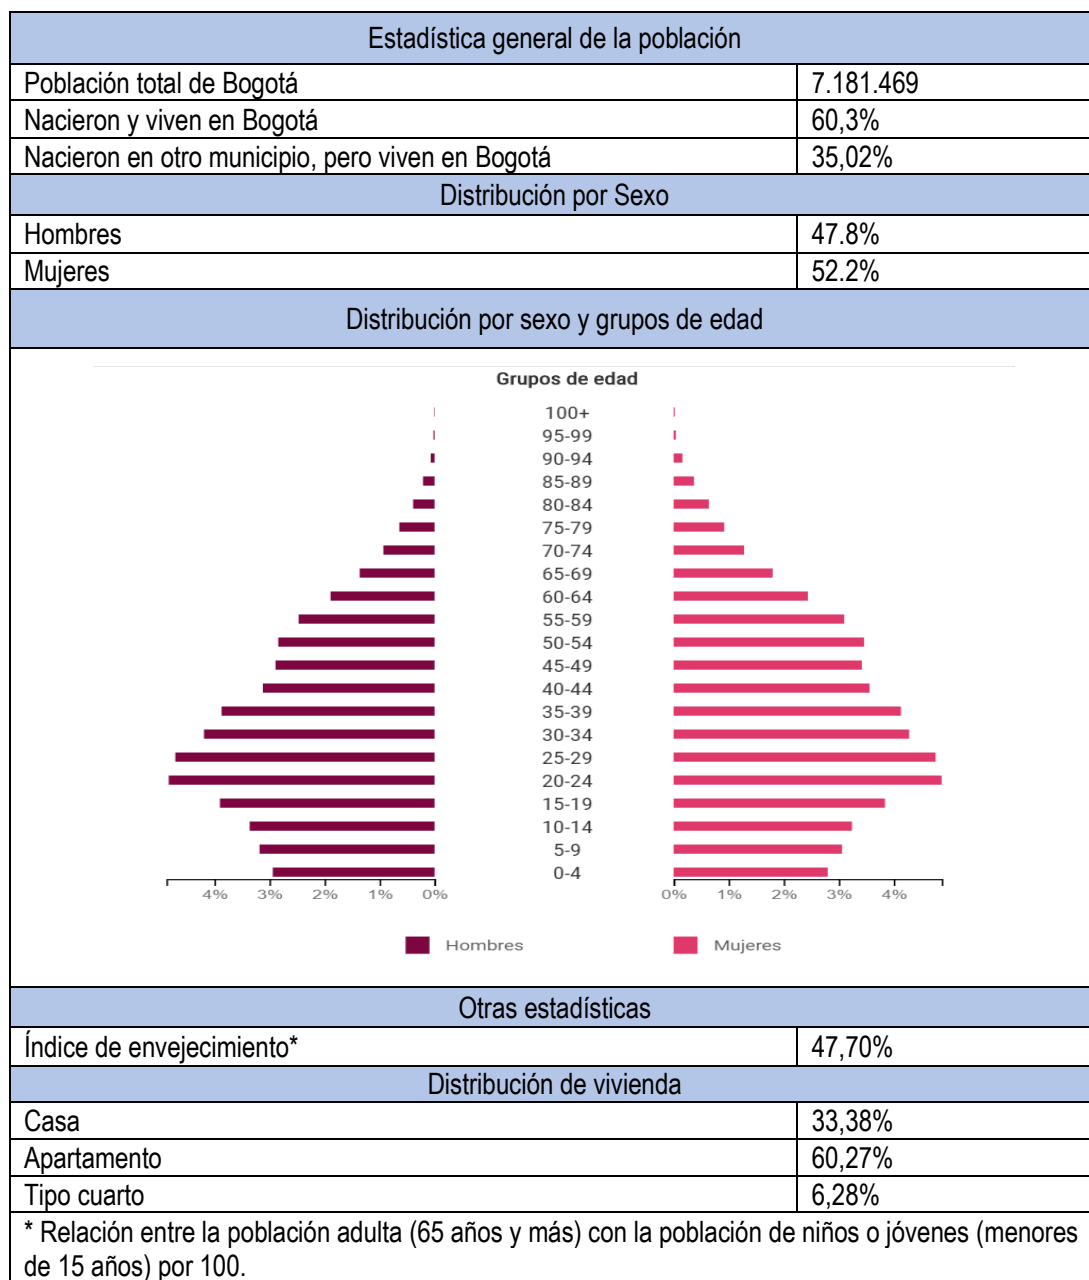 Estadística general de la población
Población total de Bogotá 7.181.469
Nacieron y viven en Bogotá 60,3%
Nacieron en otro municipio, pero viven en Bogotá 35,02%
Distribución por Sexo
Hombres 47.8%
Mujeres 52.2%
Distribución por sexo y grupos de edad
Grupos de edad
100+
95-99
90-94
85-89
80-84
75-79
70-74
65-69
60-64
55-59
50-54
45-49
40-44
35-39
30-34
25-29
20-24
15-19
10-14
5-9
0-4
4% 3% 2% 1% 0% 0% 1% 2% 3% 4%
Hombres Mujeres
Otras estadísticas
Índice de envejecimiento* 47,70%
Distribución de vivienda
Casa 33,38%
Apartamento 60,27%
Tipo cuarto 6,28%
* Relación entre la población adulta (65 años y más) con la población de niños o jóvenes (menores
de 15 años) por 100.